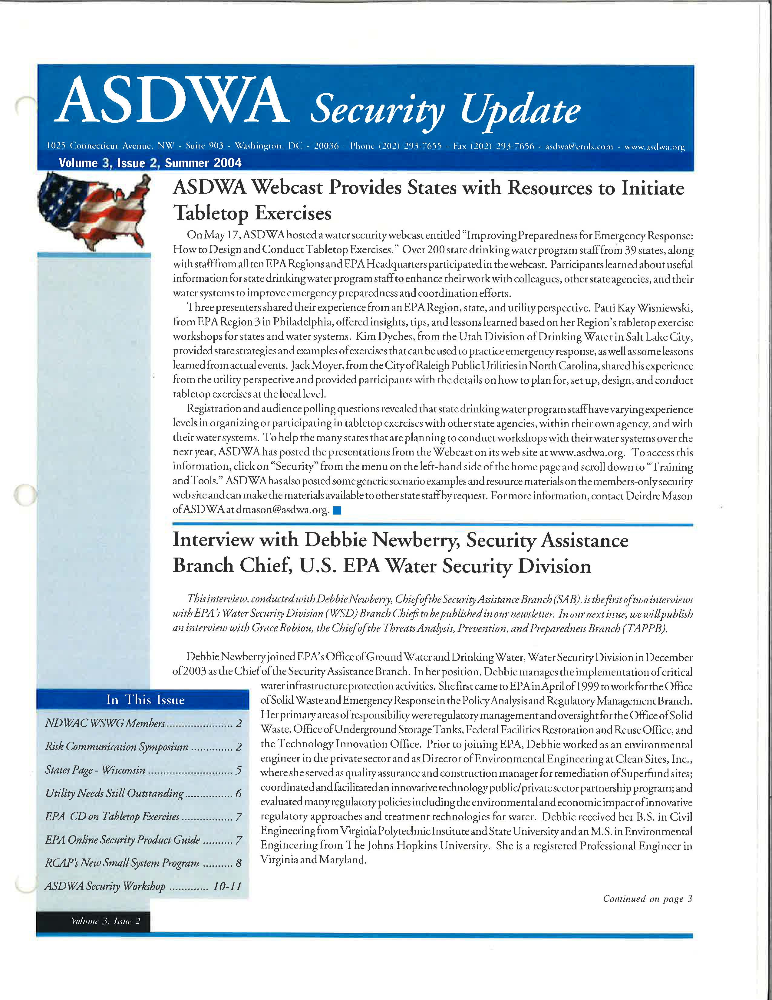 ASDWA Security Update
1025 Connecticut Avenue, NW - Suite 903 - Washington, DC - 20036 - Phone (202) 293-7655 - Fax (202) 293-7656 - asdwa@erols.com - www.asdwa.org
Volume 3, Issue 2, Summer 2004
ASDWA Webcast Provides States with Resources to Initiate
Tabletop Exercises
On May 17, ASDWA hosted a water security webcast entitled “Improving Preparedness for Emergency Response:
How to Design and Conduct Tabletop Exercises.” Over 200 state drinking water program staff from 39 states, along
with staff from all ten EPA Regions and EPA Headquarters participated in the webcast. Participants learned about useful
information for state drinking water program staff to enhance their work with colleagues, other state agencies, and their
water systems to improve emergency preparedness and coordination efforts.
Three presenters shared their experience from an EPA Region, state, and utility perspective. Patti Kay Wisniewski,
from EPA Region 3 in Philadelphia, offered insights, tips, and lessons learned based on her Region’s tabletop exercise
workshops for states and water systems. Kim Dyches, from the Utah Division of Drinking Water in Salt Lake City,
provided state strategies and examples of exercises that can be used to practice emergency response, as well as some lessons
learned from actual events. Jack Moyer, from the City of Raleigh Public Utilities in North Carolina, shared his experience
from the utility perspective and provided participants with the details on how to plan for, set up, design, and conduct
tabletop exercises at the local level.
Registration and audience polling questions revealed that state drinking water program staff have varying experience
levels in organizing or participating in tabletop exercises with other state agencies, within their own agency, and with
their water systems. To help the many states that are planning to conduct workshops with their water systems over the
next year, ASDWA has posted the presentations from the Webcast on its web site at www.asdwa.org. To access this
information, click on “Security” from the menu on the left-hand side of the home page and scroll down to “Training
and Tools.” ASDWA has also posted some generic scenario examples and resource materials on the members-only security
web site and can make the materials available to other state staff by request. For more information, contact Deirdre Mason
of ASDWA at dmason@asdwa.org.
Interview with Debbie Newberry, Security Assistance
Branch Chief, U.S. EPA Water Security Division
This interview, conducted with Debbie Newberry, Chief of the Security Assistance Branch (SAB), is the first of two interviews
with EPA's Water Security Division (WSD) Branch Chiefs to be published in our newsletter. In our next issue, we will publish
an interview with Grace Robiou, the Chief of the Threats Analysis, Prevention, and Preparedness Branch (TAPPB).
Debbie Newberry joined EPA’s Office of Ground Water and Drinking Water, Water Security Division in December
of 2003 as the Chief of the Security Assistance Branch. In her position, Debbie manages the implementation of critical
water infrastructure protection activities. She first came to EPA in April of 1999 to work for the Office
of Solid Waste and Emergency Response in the Policy Analysis and Regulatory Management Branch.
Her primary areas of responsibility were regulatory management and oversight for the Office of Solid
Waste, Office of Underground Storage Tanks, Federal Facilities Restoration and Reuse Office, and
the Technology Innovation Office. Prior to joining EPA, Debbie worked as an environmental
engineer in the private sector and as Director of Environmental Engineering at Clean Sites, Inc.,
where she served as quality assurance and construction manager for remediation of Superfund sites;
coordinated and facilitated an innovative technology public/private sector partnership program; and
evaluated many regulatory policies including the environmental and economic impact of innovative
regulatory approaches and treatment technologies for water. Debbie received her B.S. in Civil
Engineering from Virginia Polytechnic Institute and State University and an M.S. in Environmental
Engineering from The Johns Hopkins University. She is a registered Professional Engineer in
Virginia and Maryland.
Continued on page 3
In This Issue
NDWAC WSWG Members...................... 2
Risk Communication Symposium .............. 2
States Page - Wisconsin ............................ 5
Utility Needs Still Outstanding................ 6
EPA CD on Tabletop Exercises ................. 7
EPA Online Security Product Guide .......... 7
RCAP's New Small System Program .......... 8
ASDWA Security Workshop ............. 10-11
Volume 3, Issue 2